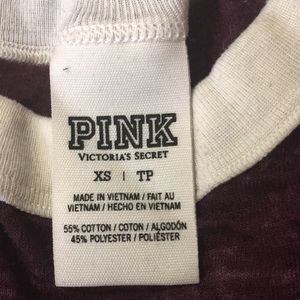 PINK
VICTORIA'S SECRET
XS | TP
MADE IN VIETNAM / FAIT AU
VIETNAM / HECHO EN VIETNAM
55% COTTON / COTON / ALGODÓN
45% POLYESTER / POLIÉSTER